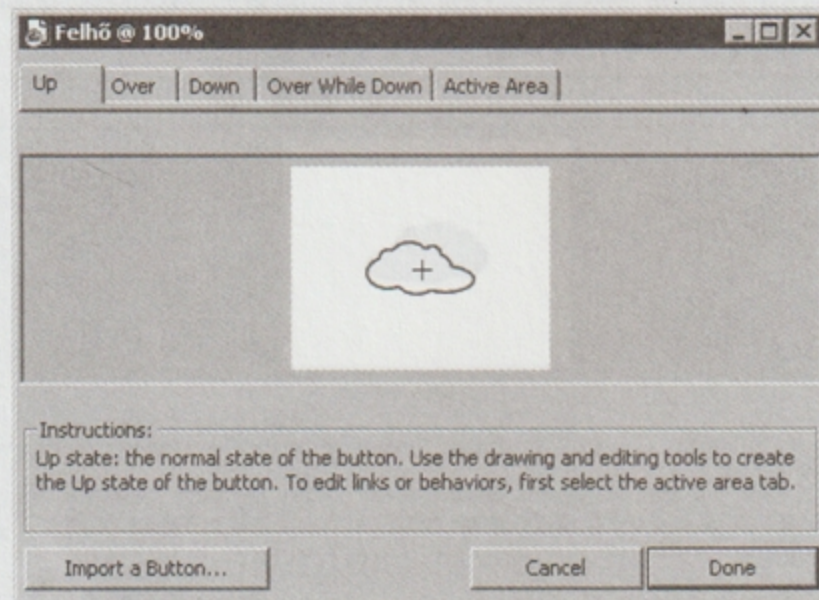 Felhő @ 100%
Up Over Down Over While Down Active Area
Instructions:
Up state: the normal state of the button. Use the drawing and editing tools to create
the Up state of the button. To edit links or behaviors, first select the active area tab.
Import a Button... Cancel Done